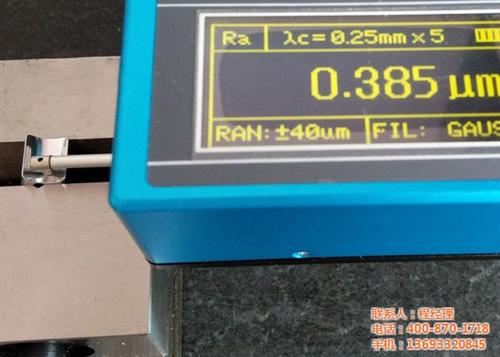 Ra λc=0.25mm×5
0.385 μm
RAN:±40um FIL: GAUS
联系人:程经理
电话:400-870-1718
手机:13693320845